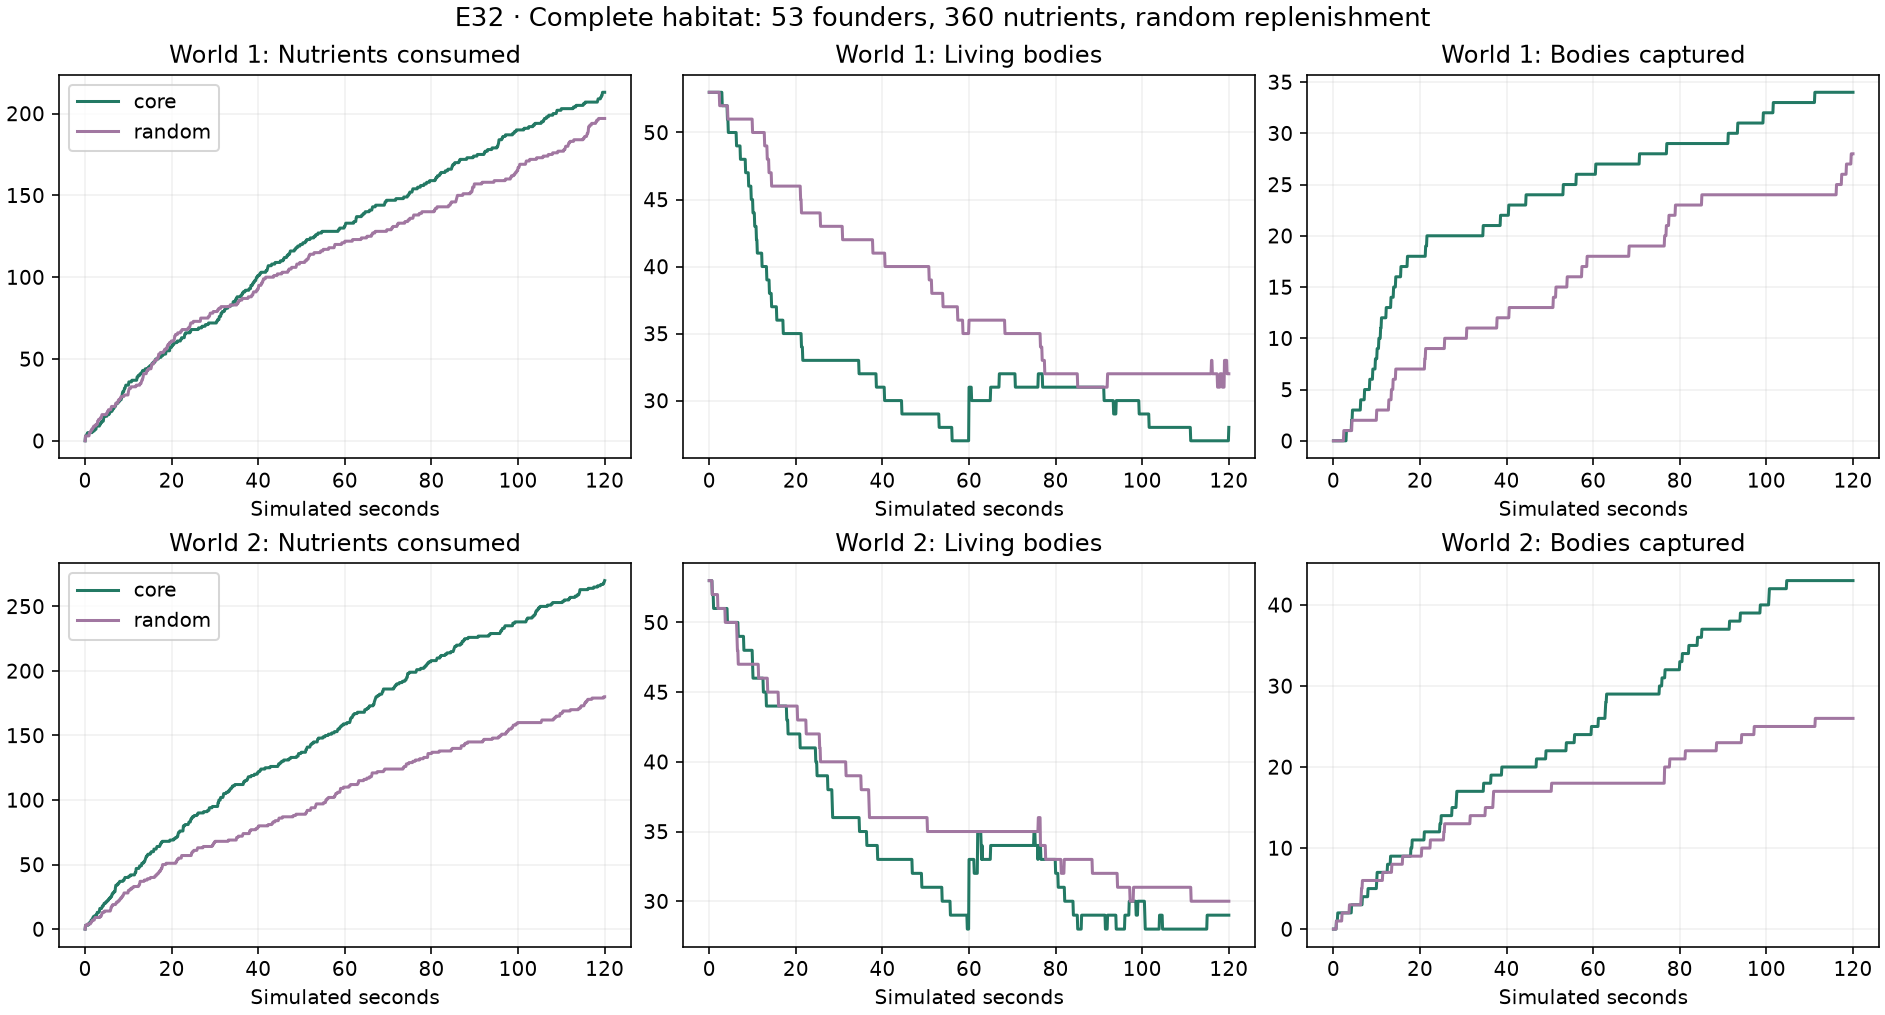 E32 · Complete habitat: 53 founders, 360 nutrients, random replenishment
World 1: Nutrients consumed
core
random
200
150
100
50
0
0 20 40 60 80 100 120
Simulated seconds
World 1: Living bodies
50
45
40
35
30
0 20 40 60 80 100 120
Simulated seconds
World 1: Bodies captured
35
30
25
20
15
10
5
0
0 20 40 60 80 100 120
Simulated seconds
World 2: Nutrients consumed
core
random
250
200
150
100
50
0
0 20 40 60 80 100 120
Simulated seconds
World 2: Living bodies
50
45
40
35
30
0 20 40 60 80 100 120
Simulated seconds
World 2: Bodies captured
40
30
20
10
0
0 20 40 60 80 100 120
Simulated seconds